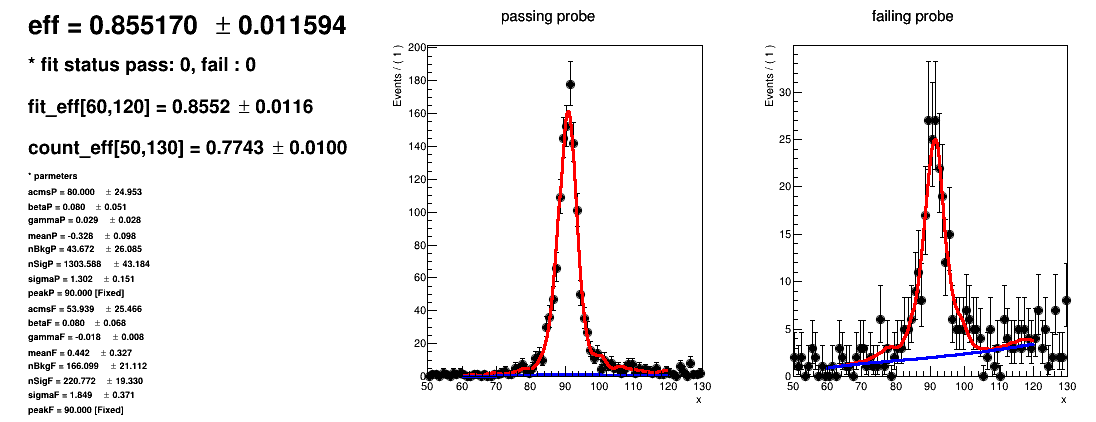 eff = 0.855170 ± 0.011594
* fit status pass: 0, fail : 0
fit_eff[60,120] = 0.8552 ± 0.0116
count_eff[50,130] = 0.7743 ± 0.0100
* parmeters
acmsP = 80.000 ± 24.953
betaP = 0.080 ± 0.051
gammaP = 0.029 ± 0.028
meanP = -0.328 ± 0.098
nBkgP = 43.672 ± 26.085
nSigP = 1303.588 ± 43.184
sigmaP = 1.302 ± 0.151
peakP = 90.000 [Fixed]
acmsF = 53.939 ± 25.466
betaF = 0.080 ± 0.068
gammaF = -0.018 ± 0.008
meanF = 0.442 ± 0.327
nBkgF = 166.099 ± 21.112
nSigF = 220.772 ± 19.330
sigmaF = 1.849 ± 0.371
peakF = 90.000 [Fixed]
passing probe
Events / ( 1 )
200
180
160
140
120
100
80
60
40
20
0
50 60 70 80 90 100 110 120 130
x
failing probe
Events / ( 1 )
30
25
20
15
10
5
0
50 60 70 80 90 100 110 120 130
x